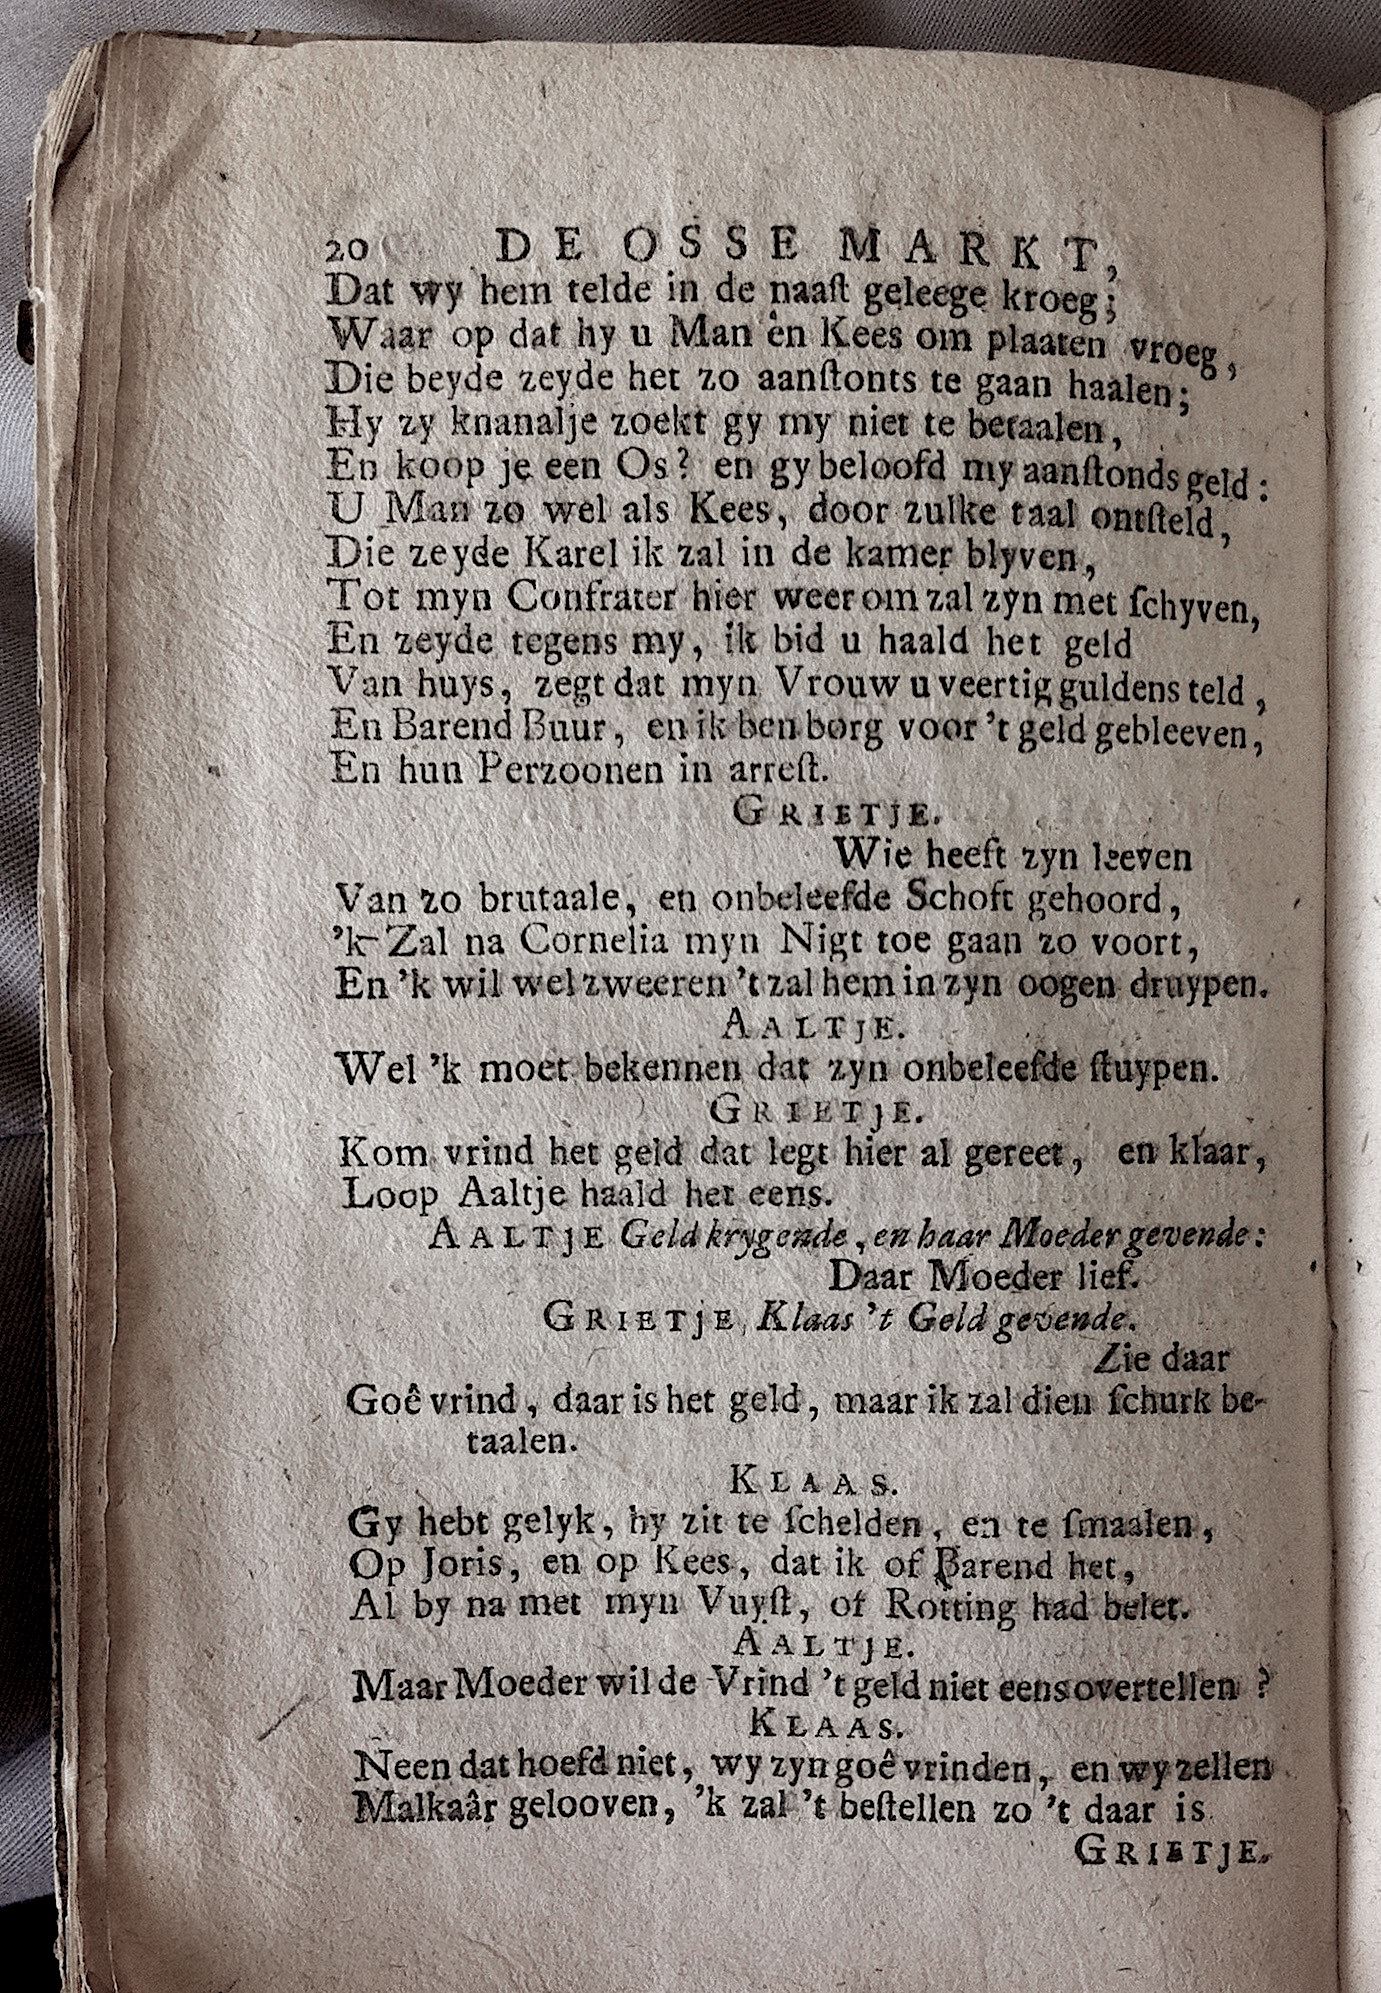 20 DE OSSE MARKT,
Dat wy hem telde in de naaſt geleege kroeg;
Waar op dat hy u Man en Kees om plaaten vroeg,
Die beyde zeyde het zo aanſtonts te gaan haalen;
Hy zy knanalje zoekt gy my niet te betaalen,
En koop je een Os? en gy beloofd my aanſtonds geld:
U Man zo wel als Kees, door zulke taal ontſteld,
Die zeyde Karel ik zal in de kamer blyven,
Tot myn Confrater hier weerom zal zyn met ſchyven,
En zeyde tegens my, ik bid u haald het geld
Van huys, zegt dat myn Vrouw u veertig guldens teld,
En Barend Buur, en ik ben borg voor 't geld gebleeven,
En hun Perzoonen in arreſt.
GRIETJE.
Wie heeft zyn leeven
Van zo brutaale, en onbeleefde Schoft gehoord,
'k Zal na Cornelia myn Nigt toe gaan zo voort,
En 'k wil wel zweeren 't zal hem in zyn oogen druypen.
AALTJE.
Wel 'k moet bekennen dat zyn onbeleefde ſtuypen.
GRIETJE.
Kom vrind het geld dat legt hier al gereet, en klaar,
Loop Aaltje haald het eens.
AALTJE Geld krygende, en haar Moeder gevende:
Daar Moeder lief.
GRIETJE, Klaas 't Geld gevende.
Zie daar
Goê vrind, daar is het geld, maar ik zal dien ſchurk be-
taalen.
KLAAS.
Gy hebt gelyk, hy zit te ſchelden, en te ſmaalen,
Op Joris, en op Kees, dat ik of Barend het,
Al by na met myn Vuyſt, of Rotting had belet.
AALTJE.
Maar Moeder wil de Vrind 't geld niet eens overtellen?
KLAAS.
Neen dat hoefd niet, wy zyn goê vrinden, en wy zellen
Malkaâr gelooven, 'k zal 't beſtellen zo 't daar is
GRIETJE.